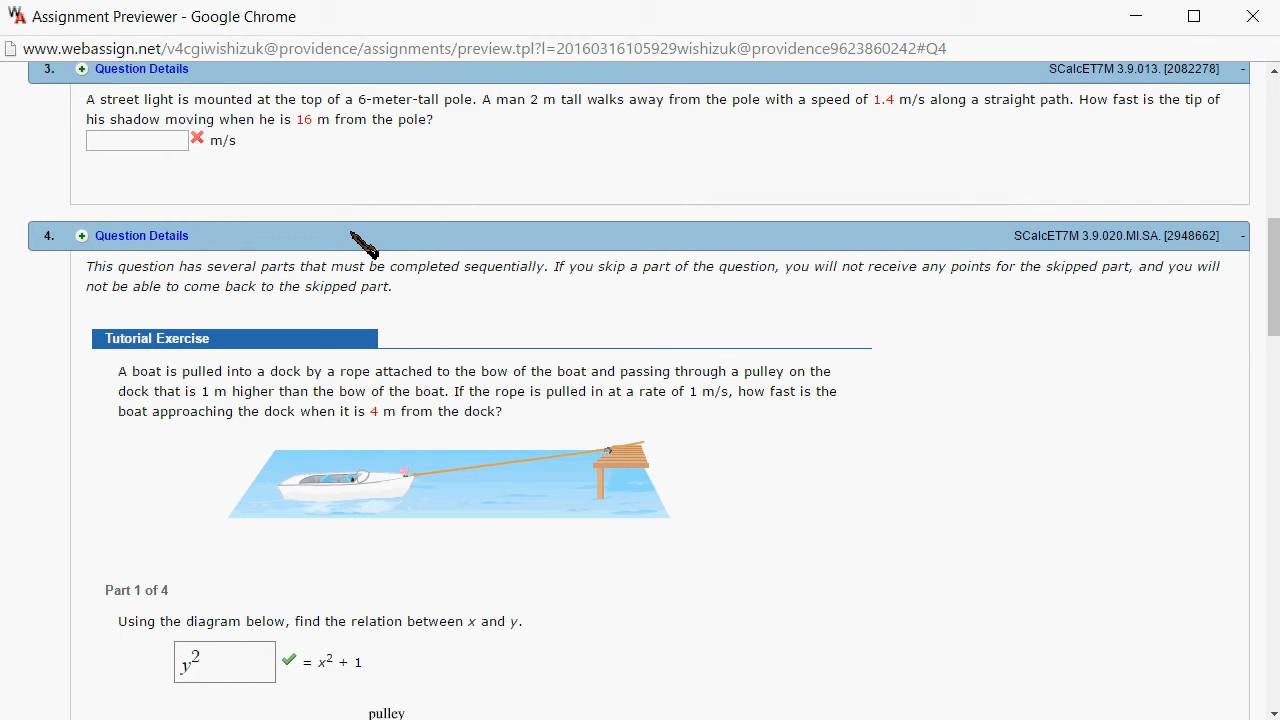 Assignment Previewer - Google Chrome
www.webassign.net/v4cgiwishizuk@providence/assignments/preview.tpl?l=20160316105929wishizuk@providence9623860242#Q4
3. Question Details SCalcET7M 3.9.013. [2082278] -
A street light is mounted at the top of a 6-meter-tall pole. A man 2 m tall walks away from the pole with a speed of 1.4 m/s along a straight path. How fast is the tip of
his shadow moving when he is 16 m from the pole?
m/s
4. Question Details SCalcET7M 3.9.020.MI.SA. [2948662] -
This question has several parts that must be completed sequentially. If you skip a part of the question, you will not receive any points for the skipped part, and you will
not be able to come back to the skipped part.
Tutorial Exercise
A boat is pulled into a dock by a rope attached to the bow of the boat and passing through a pulley on the
dock that is 1 m higher than the bow of the boat. If the rope is pulled in at a rate of 1 m/s, how fast is the
boat approaching the dock when it is 4 m from the dock?
Part 1 of 4
Using the diagram below, find the relation between x and y.
y² = x² + 1
pulley